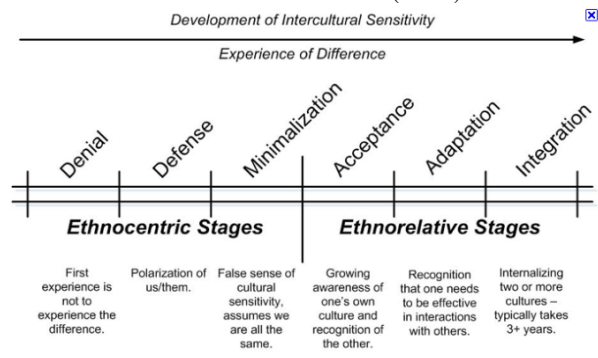 Development of Intercultural Sensitivity
Experience of Difference
Denial
Defense
Minimalization
Acceptance
Adaptation
Integration
Ethnocentric Stages
Ethnorelative Stages
First
experience is
not to
experience the
difference.
Polarization of
us/them.
False sense of
cultural
sensitivity,
assumes we
are all the
same.
Growing
awareness of
one's own
culture and
recognition of
the other.
Recognition
that one needs
to be effective
in interactions
with others.
Internalizing
two or more
cultures –
typically takes
3+ years.